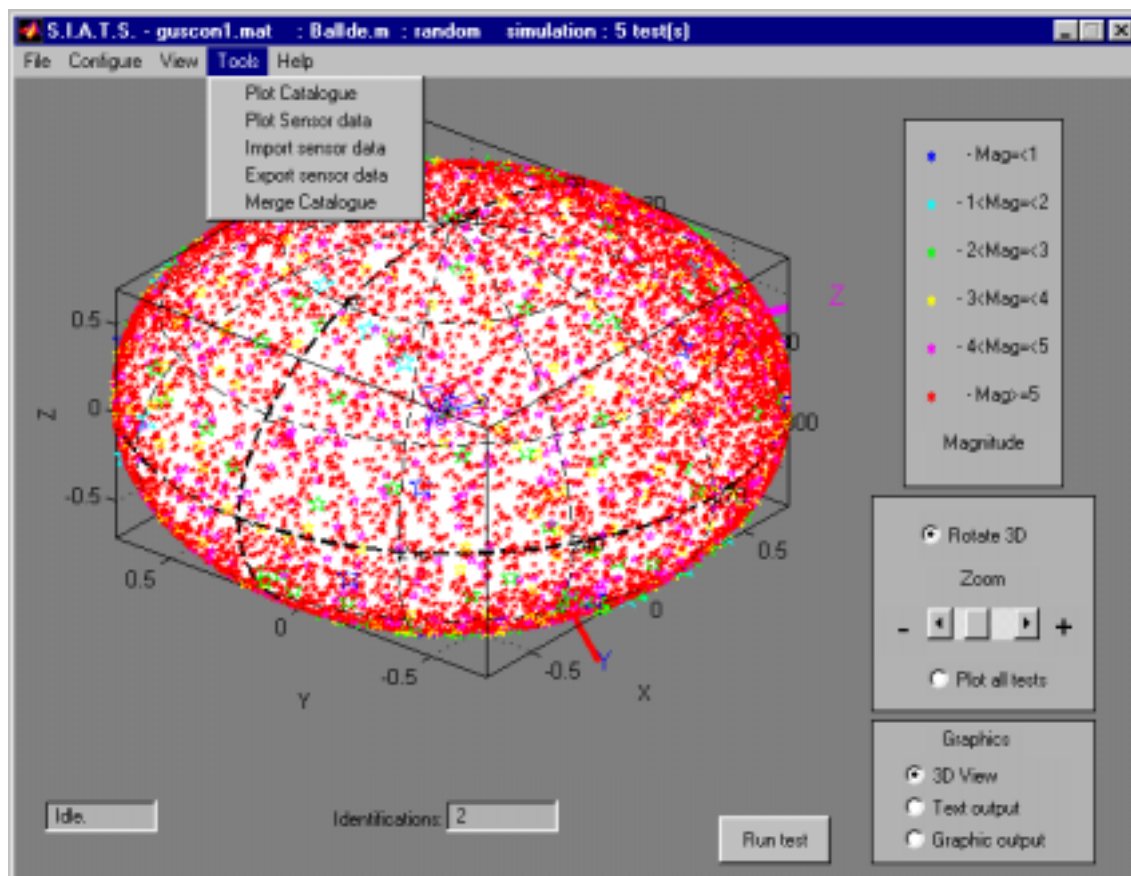 S.I.A.T.S. - guscon1.mat : Ballde.m : random simulation : 5 test(s)
File Configure View Tools Help
Plot Catalogue
Plot Sensor data
Import sensor data
Export sensor data
Merge Catalogue
- Mag=<1
- 1<Mag=<2
- 2<Mag=<3
- 3<Mag=<4
- 4<Mag=<5
- Mag>=5
Magnitude
Z
0.5
0
-0.5
Z
0.5
0
-0.5
Y
-0.5
0
0.5
X
Y
Rotate 3D
Zoom
- +
Plot all tests
Graphics
3D View
Text output
Graphic output
Idle.
Identifications: 2
Run test